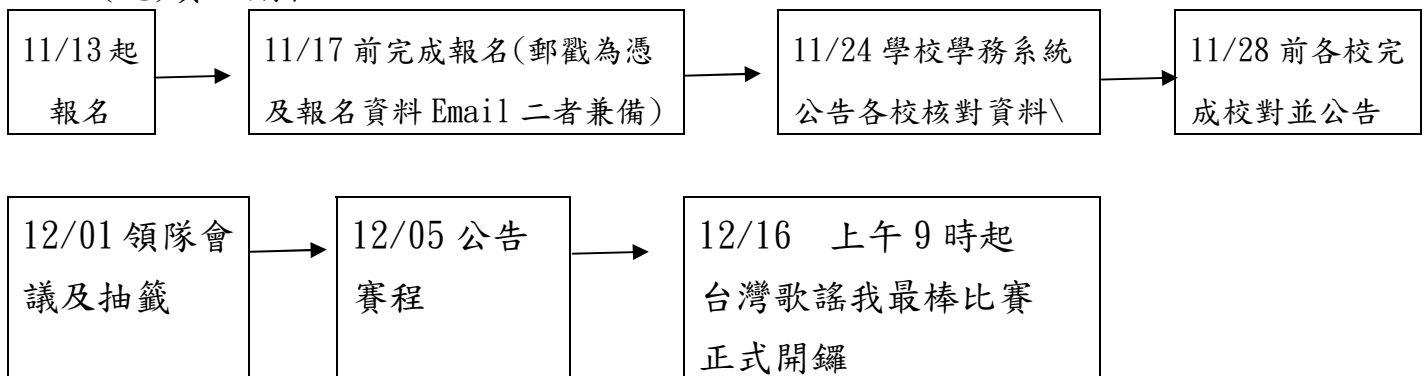 11/13起
報名
11/17前完成報名(郵戳為憑
及報名資料Email二者兼備)
11/24學校學務系統
公告各校核對資料\
11/28前各校完
成校對並公告
12/01領隊會
議及抽籤
12/05公告
賽程
12/16 上午9時起
台灣歌謠我最棒比賽
正式開鑼